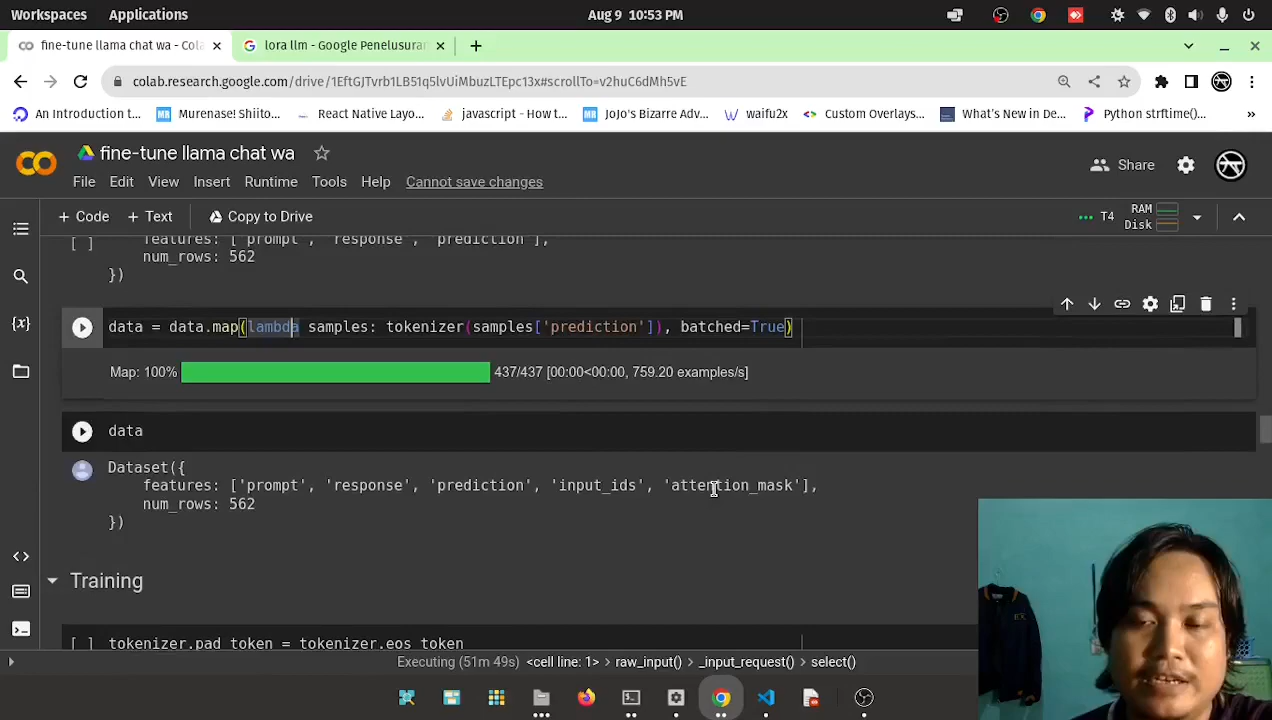 Workspaces Applications Aug 9 10:53 PM
fine-tune llama chat wa - Cola
lora llm - Google Penelusuran
colab.research.google.com/drive/1EftGJTvrb1LB51q5lvUiMbuzLTEpc13x#scrollTo=v2huC6dMh5vE
An Introduction t... Murenase! Shiito... React Native Layo... javascript - How t... JoJo's Bizarre Adv... waifu2x Custom Overlays... What's New in De... Python strftime()... »
fine-tune llama chat wa
Share
File Edit View Insert Runtime Tools Help Cannot save changes
+ Code + Text Copy to Drive T4 RAM
Disk
[ ] features: ['prompt', 'response', 'prediction'],
num_rows: 562
})
data = data.map(lambda samples: tokenizer(samples['prediction']), batched=True)
Map: 100% 437/437 [00:00<00:00, 759.20 examples/s]
data
Dataset({
features: ['prompt', 'response', 'prediction', 'input_ids', 'attention_mask'],
num_rows: 562
})
Training
[ ] tokenizer.pad_token = tokenizer.eos_token
Executing (51m 49s) <cell line: 1> raw_input() _input_request() select()